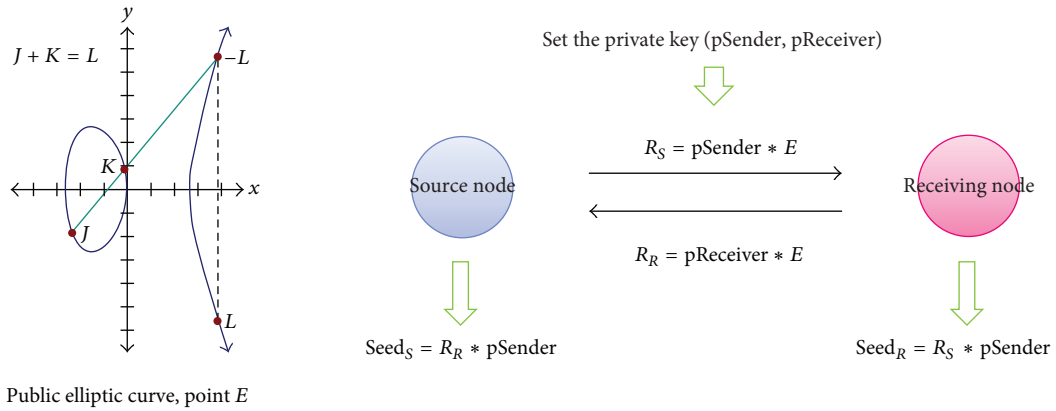 y
J + K = L
−L
K
x
J
L
Public elliptic curve, point E
Set the private key (pSender, pReceiver)
Source node
R_S = pSender ∗ E
Receiving node
R_R = pReceiver ∗ E
Seed_S = R_R ∗ pSender
Seed_R = R_S ∗ pSender